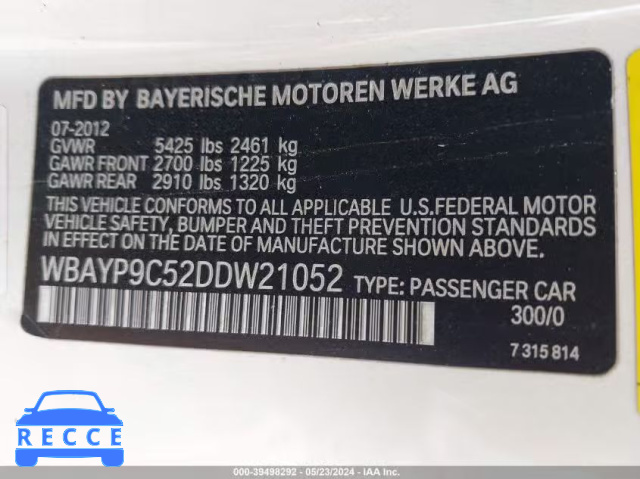 MFD BY BAYERISCHE MOTOREN WERKE AG
07-2012
GVWR 5425 lbs 2461 kg
GAWR FRONT 2700 lbs 1225 kg
GAWR REAR 2910 lbs 1320 kg
THIS VEHICLE CONFORMS TO ALL APPLICABLE U.S.FEDERAL MOTOR
VEHICLE SAFETY, BUMPER AND THEFT PREVENTION STANDARDS
IN EFFECT ON THE DATE OF MANUFACTURE SHOWN ABOVE.
WBAYP9C52DDW21052 TYPE: PASSENGER CAR
300/0
7 315 814
RECCE
000-39498292 - 05/23/2024 - IAA Inc.